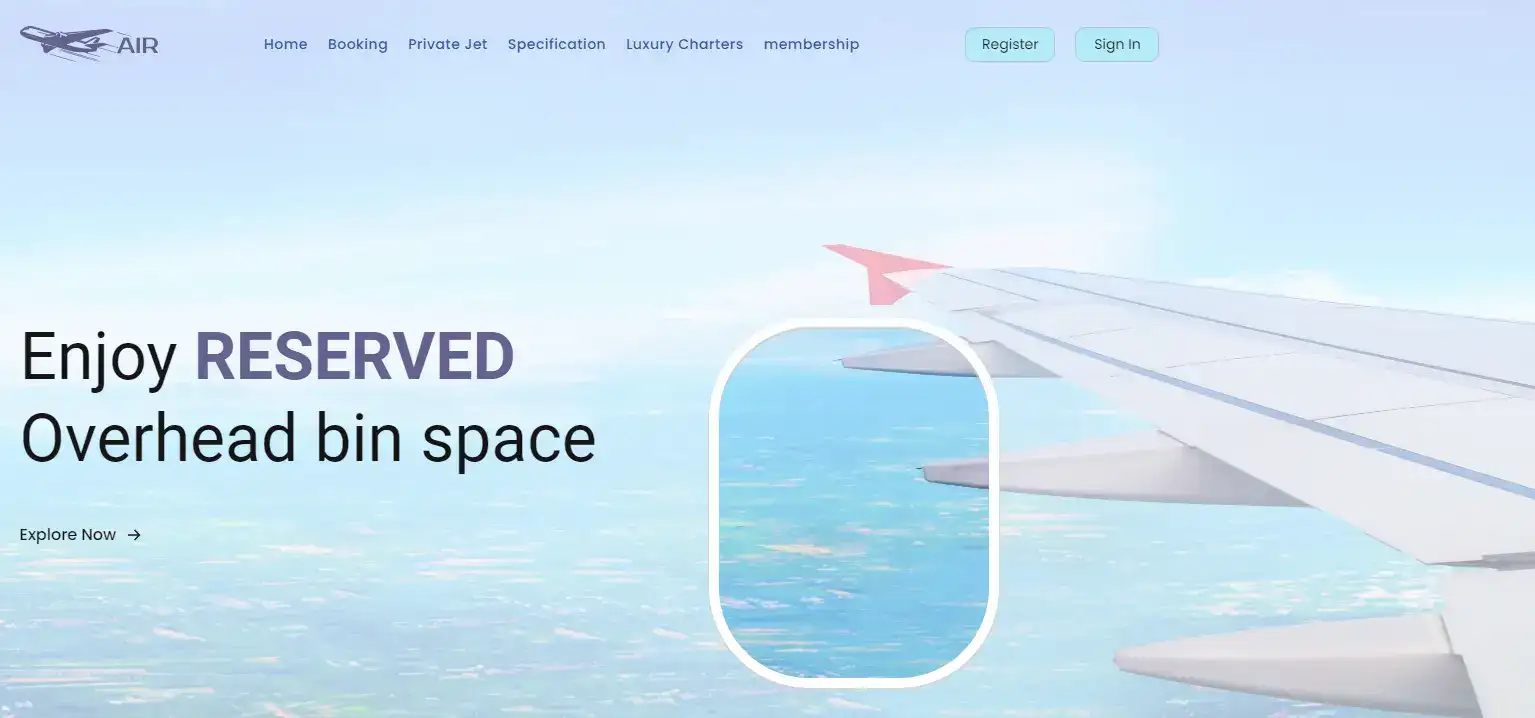 AIR
Home Booking Private Jet Specification Luxury Charters membership Register Sign In
Enjoy RESERVED
Overhead bin space
Explore Now →